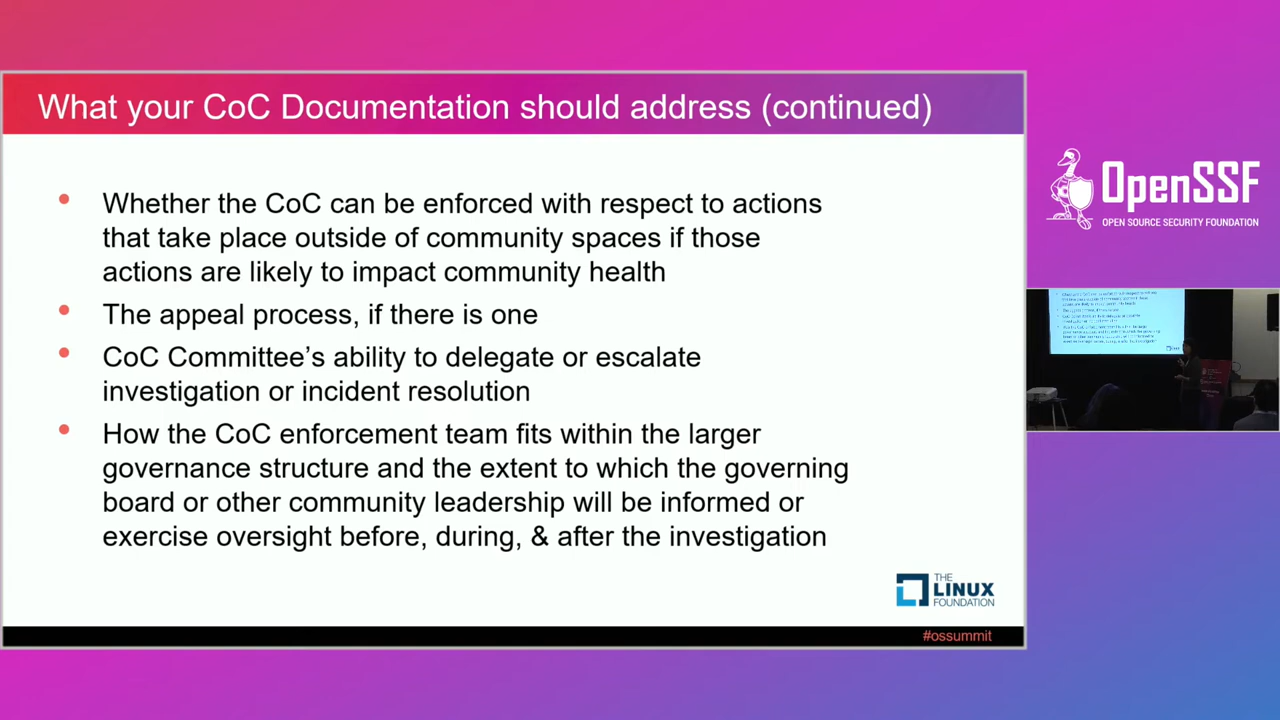 What your CoC Documentation should address (continued)
• Whether the CoC can be enforced with respect to actions
that take place outside of community spaces if those
actions are likely to impact community health
• The appeal process, if there is one
• CoC Committee's ability to delegate or escalate
investigation or incident resolution
• How the CoC enforcement team fits within the larger
governance structure and the extent to which the governing
board or other community leadership will be informed or
exercise oversight before, during, & after the investigation
THE
LINUX
FOUNDATION
#ossummit
OpenSSF
OPEN SOURCE SECURITY FOUNDATION